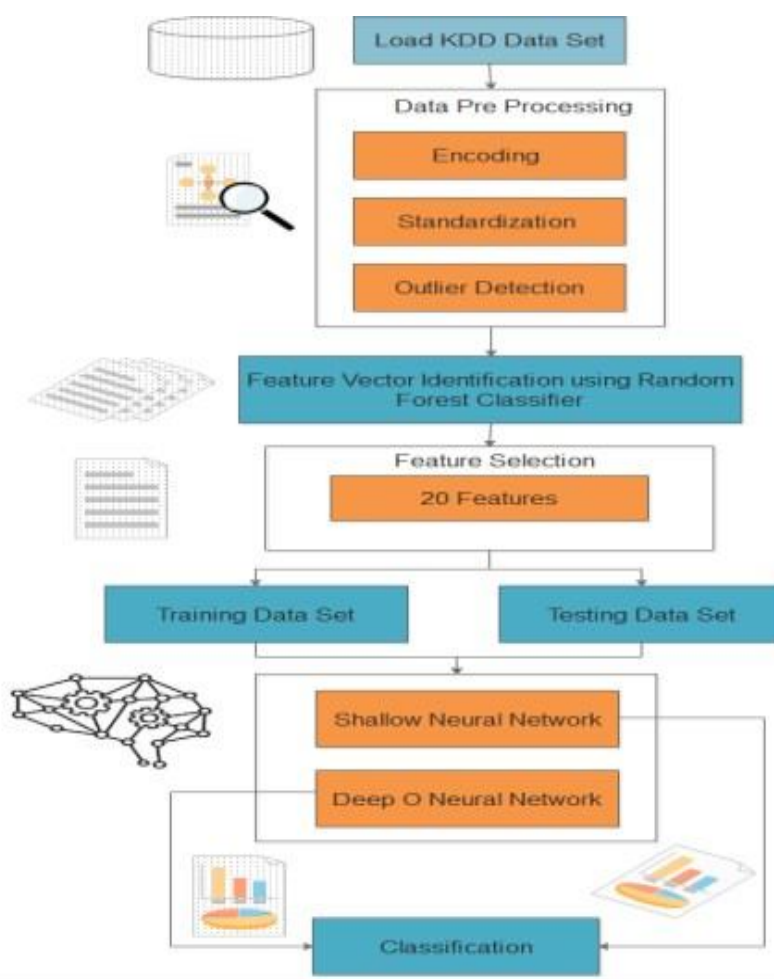 Load KDD Data Set
Data Pre Processing
Encoding
Standardization
Outlier Detection
Feature Vector Identification using Random
Forest Classifier
Feature Selection
20 Features
Training Data Set
Testing Data Set
Shallow Neural Network
Deep O Neural Network
Classification